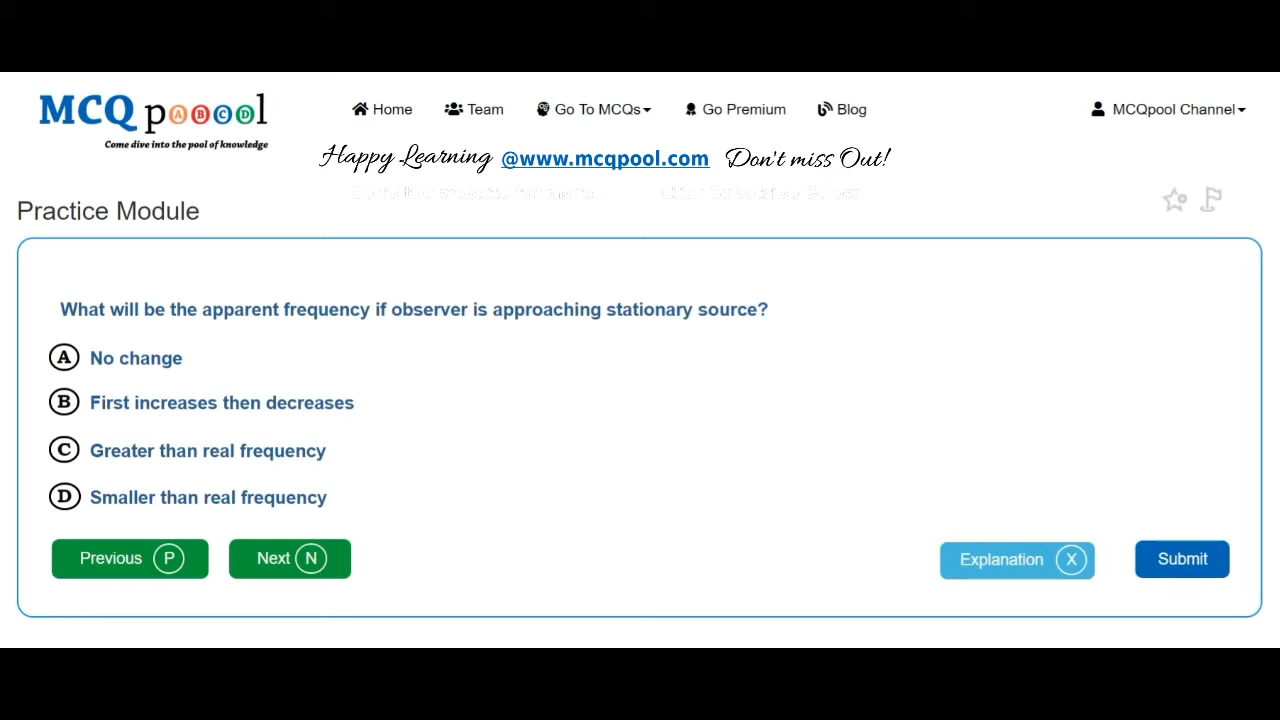 MCQ pooool
Come dive into the pool of knowledge
Home Team Go To MCQs Go Premium Blog MCQpool Channel
Happy Learning @www.mcqpool.com Don't miss Out!
Practice Module
What will be the apparent frequency if observer is approaching stationary source?
A No change
B First increases then decreases
C Greater than real frequency
D Smaller than real frequency
Previous P Next N Explanation X Submit